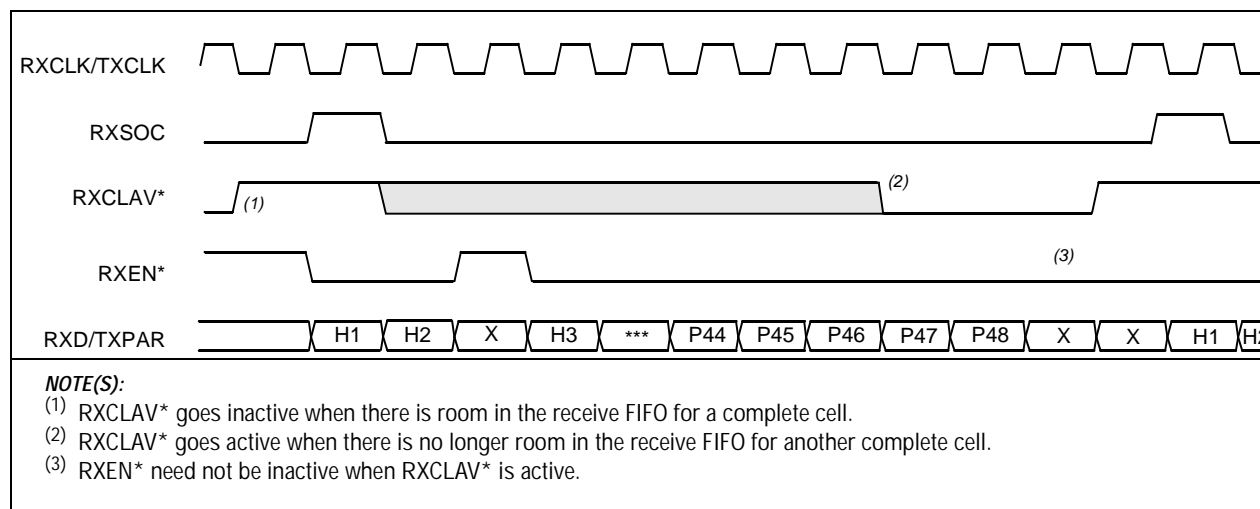 RXCLK/TXCLK
RXSOC
RXCLAV*
(1)
(2)
RXEN*
(3)
RXD/TXPAR H1 H2 X H3 *** P44 P45 P46 P47 P48 X X H1
NOTE(S):
(1) RXCLAV* goes inactive when there is room in the receive FIFO for a complete cell.
(2) RXCLAV* goes active when there is no longer room in the receive FIFO for another complete cell.
(3) RXEN* need not be inactive when RXCLAV* is active.